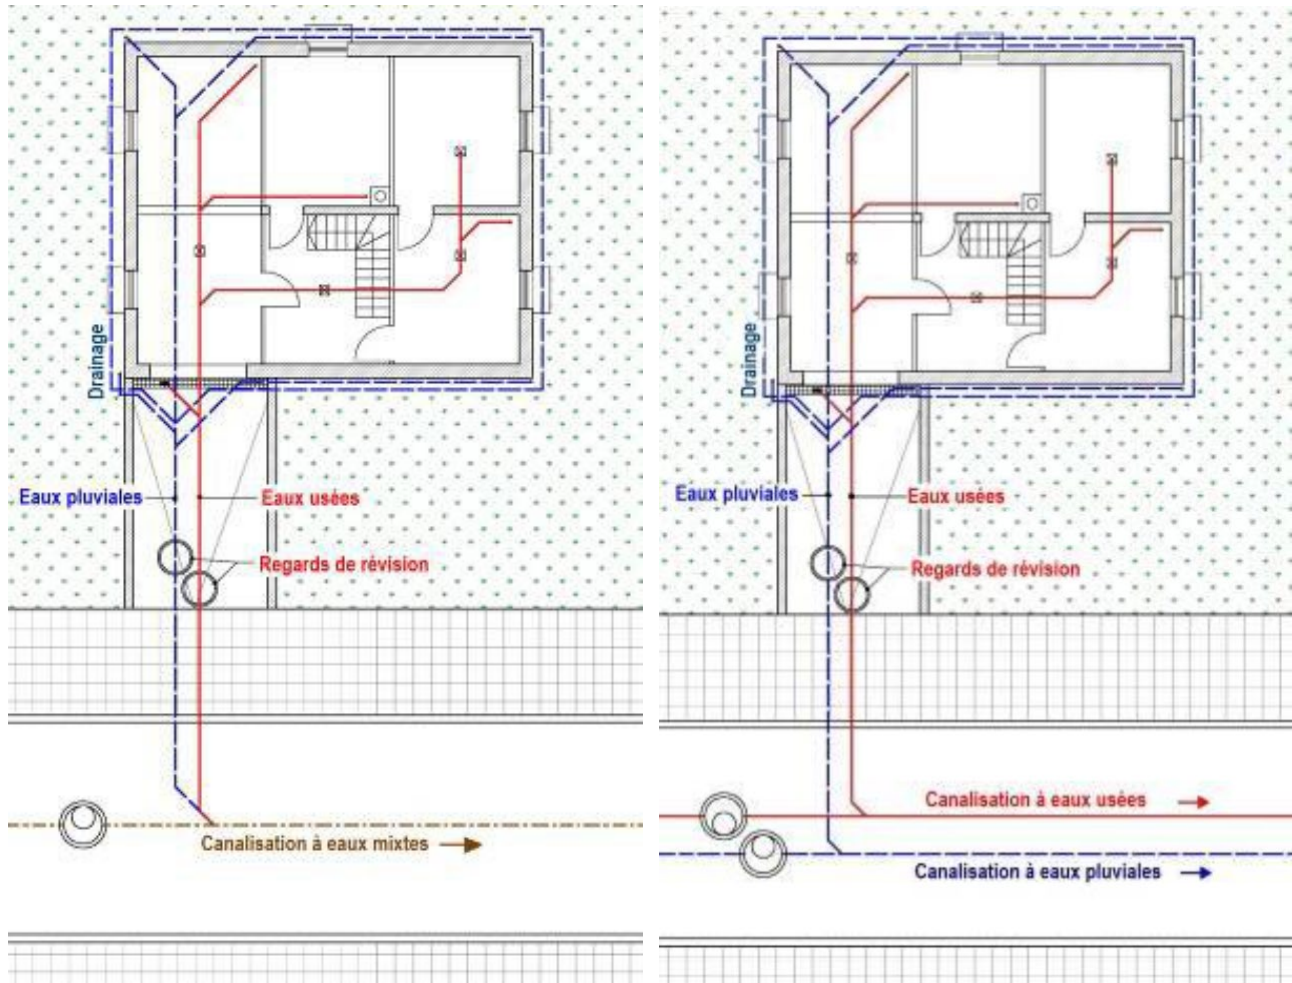 Drainage
Eaux pluviales
Eaux usées
Regards de révision
Canalisation à eaux mixtes
Drainage
Eaux pluviales
Eaux usées
Regards de révision
Canalisation à eaux usées
Canalisation à eaux pluviales